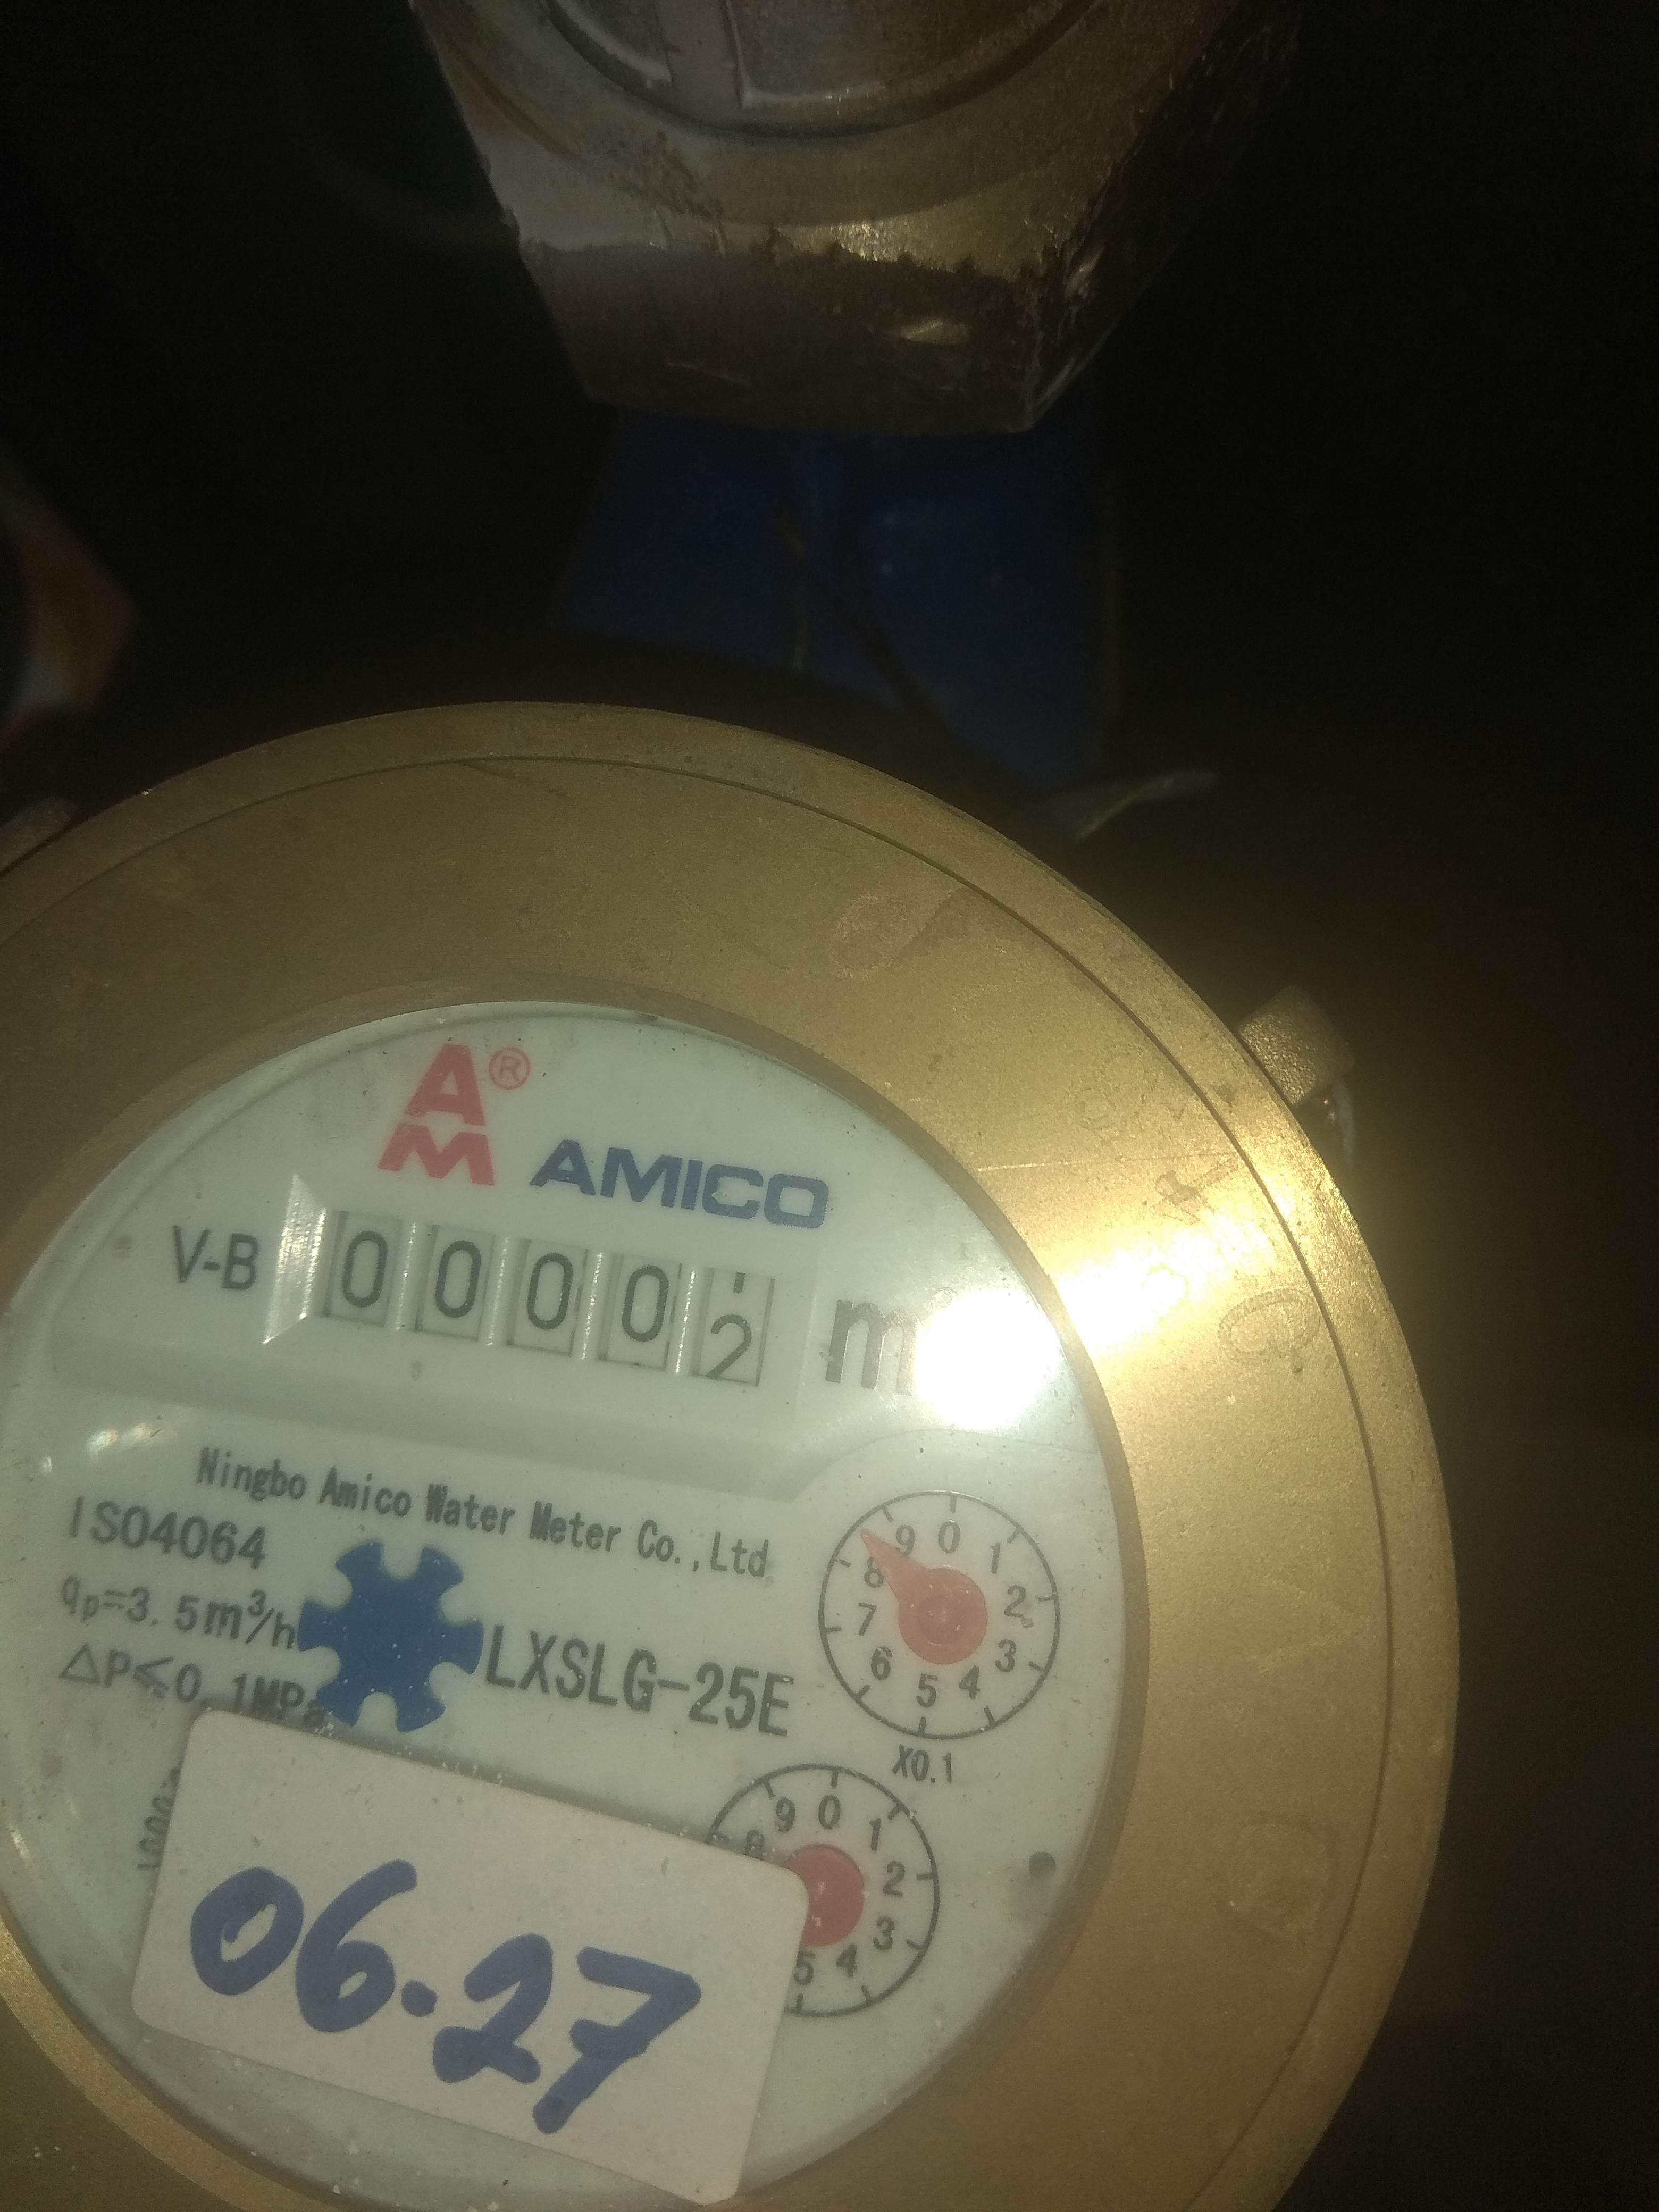 A®
M
AMICO
V-B 00002 m
Ningbo Amico Water Meter Co.,Ltd
ISO4064
qp=3.5m³/h
△P≤0.1MPa
LXSLG-25E
9 0 1 2 3 4 5 6 7 8
X0.1
9 0 1 2 3 4 5 8
06.27